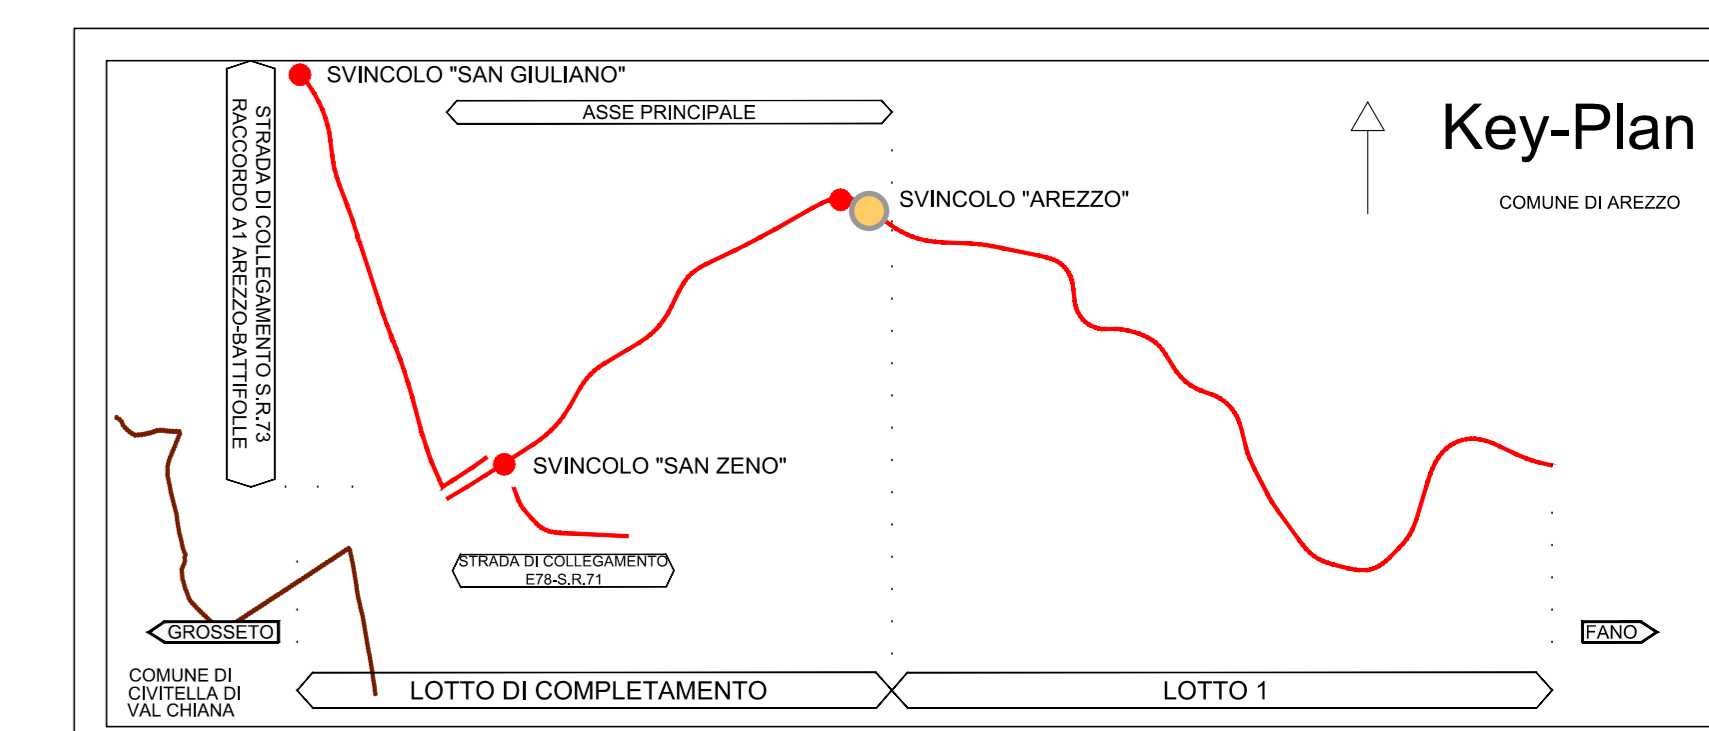 SVINCOLO "SAN GIULIANO"
ASSE PRINCIPALE
Key-Plan
COMUNE DI AREZZO
STRADA DI COLLEGAMENTO S.R.73
RACCORDO A1 AREZZO-BATTIFOLLE
SVINCOLO "AREZZO"
SVINCOLO "SAN ZENO"
STRADA DI COLLEGAMENTO
E78-S.R.71
GROSSETO
FANO
COMUNE DI
CIVITELLA DI
VAL CHIANA
LOTTO DI COMPLETAMENTO
LOTTO 1